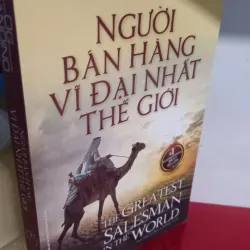 NGƯỜI
BÁN HÀNG
VĨ ĐẠI NHẤT
THẾ GIỚI
THE GREATEST
SALESMAN
IN THE WORLD